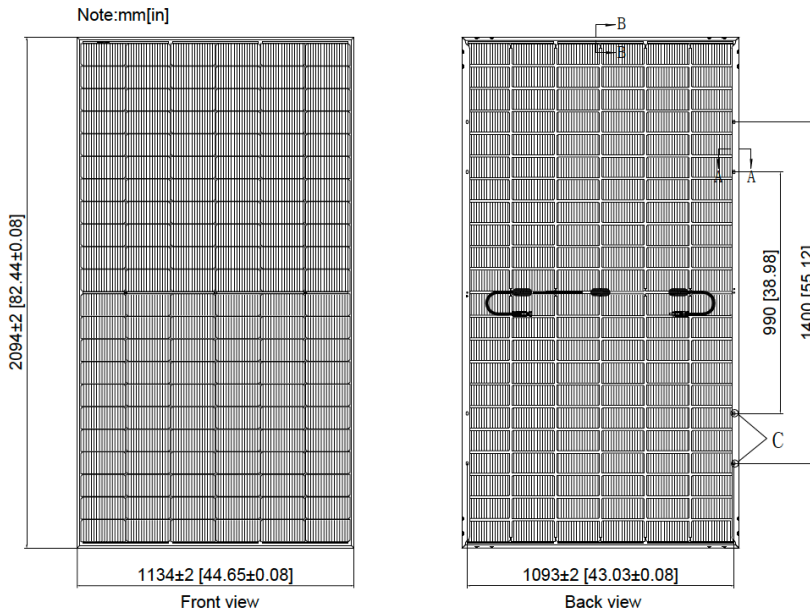 Note:mm[in]
B
B
A
A
2094±2 [82.44±0.08]
990 [38.98]
1400 [55.12]
C
1134±2 [44.65±0.08]
1093±2 [43.03±0.08]
Front view
Back view